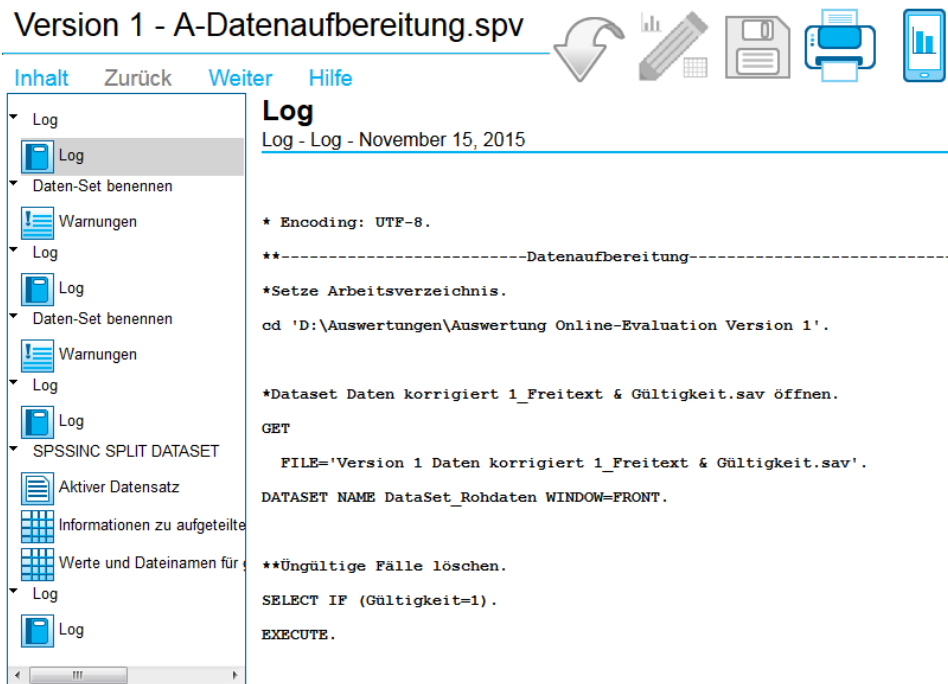 Version 1 - A-Datenaufbereitung.spv
Inhalt Zurück Weiter Hilfe
Log
Log
Daten-Set benennen
Warnungen
Log
Log
Daten-Set benennen
Warnungen
Log
Log
SPSSINC SPLIT DATASET
Aktiver Datensatz
Informationen zu aufgeteilte
Werte und Dateinamen für
Log
Log
Log
Log - Log - November 15, 2015
* Encoding: UTF-8.
**--------------------------Datenaufbereitung----------------------------
*Setze Arbeitsverzeichnis.
cd 'D:\Auswertungen\Auswertung Online-Evaluation Version 1'.
*Dataset Daten korrigiert 1_Freitext & Gültigkeit.sav öffnen.
GET
FILE='Version 1 Daten korrigiert 1_Freitext & Gültigkeit.sav'.
DATASET NAME DataSet_Rohdaten WINDOW=FRONT.
**Üngültige Fälle löschen.
SELECT IF (Gültigkeit=1).
EXECUTE.